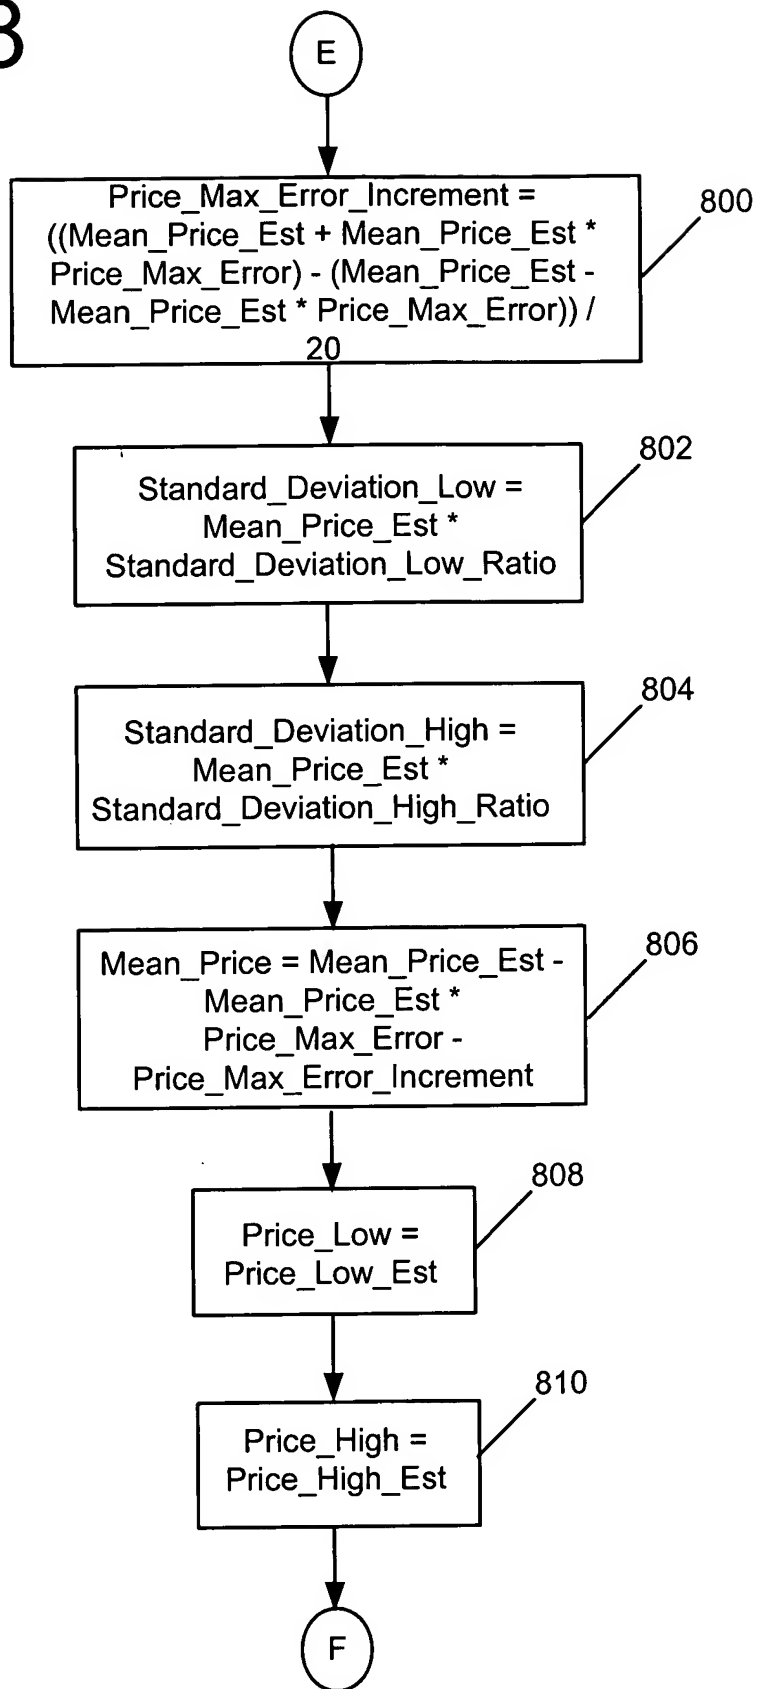 8
E
Price_Max_Error_Increment =
((Mean_Price_Est + Mean_Price_Est *
Price_Max_Error) - (Mean_Price_Est -
Mean_Price_Est * Price_Max_Error)) /
20
800
Standard_Deviation_Low =
Mean_Price_Est *
Standard_Deviation_Low_Ratio
802
Standard_Deviation_High =
Mean_Price_Est *
Standard_Deviation_High_Ratio
804
Mean_Price = Mean_Price_Est -
Mean_Price_Est *
Price_Max_Error -
Price_Max_Error_Increment
806
Price_Low =
Price_Low_Est
808
Price_High =
Price_High_Est
810
F